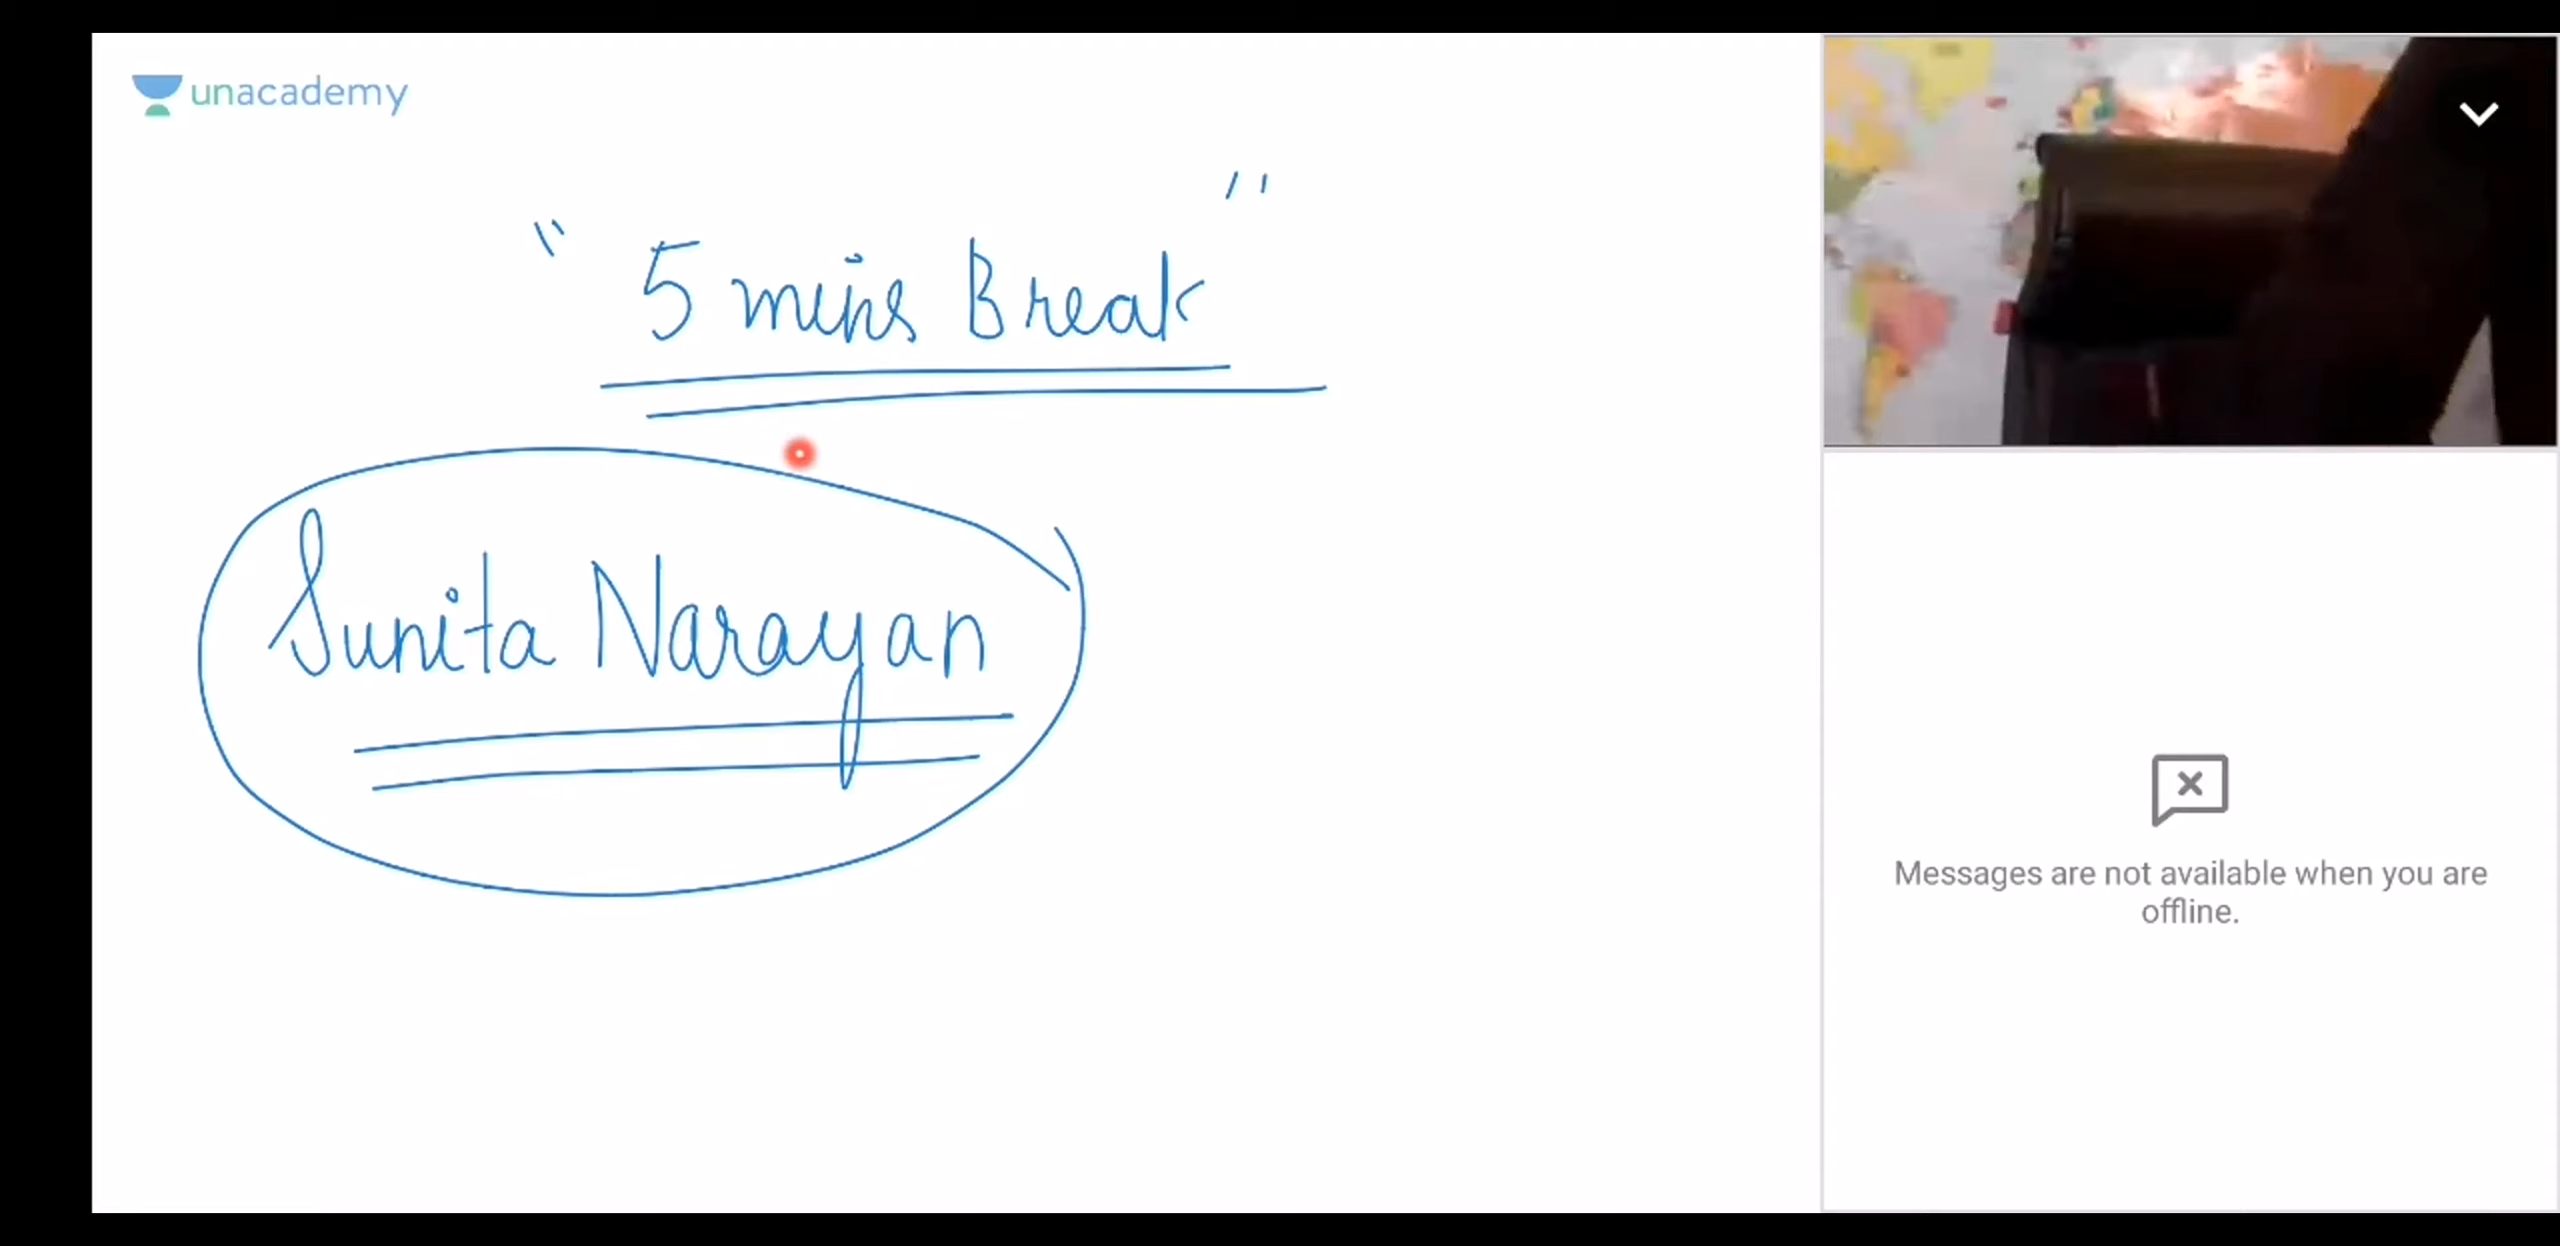 unacademy
" 5 mins Break "
Sunita Narayan
Messages are not available when you are
offline.